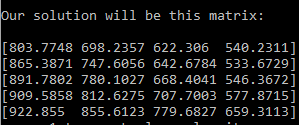 Our solution will be this matrix:
[803.7748 698.2357 622.306  540.2311]
[865.3871 747.6056 642.6784 533.6729]
[891.7802 780.1027 668.4041 546.3672]
[909.5858 812.6275 707.7003 577.8715]
[922.855  855.6123 779.6827 659.3113]